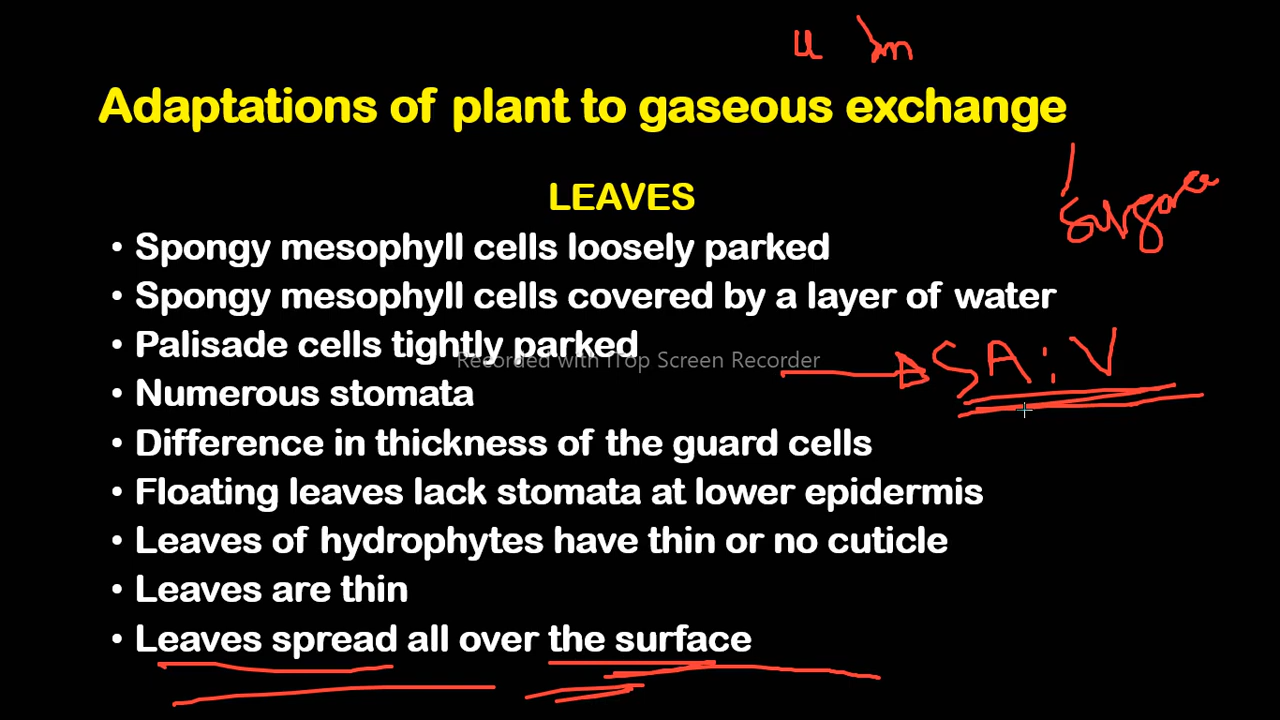 Adaptations of plant to gaseous exchange
LEAVES
• Spongy mesophyll cells loosely parked
• Spongy mesophyll cells covered by a layer of water
• Palisade cells tightly parked
Recorded with iTop Screen Recorder
SA:V
• Numerous stomata
• Difference in thickness of the guard cells
• Floating leaves lack stomata at lower epidermis
• Leaves of hydrophytes have thin or no cuticle
• Leaves are thin
• Leaves spread all over the surface